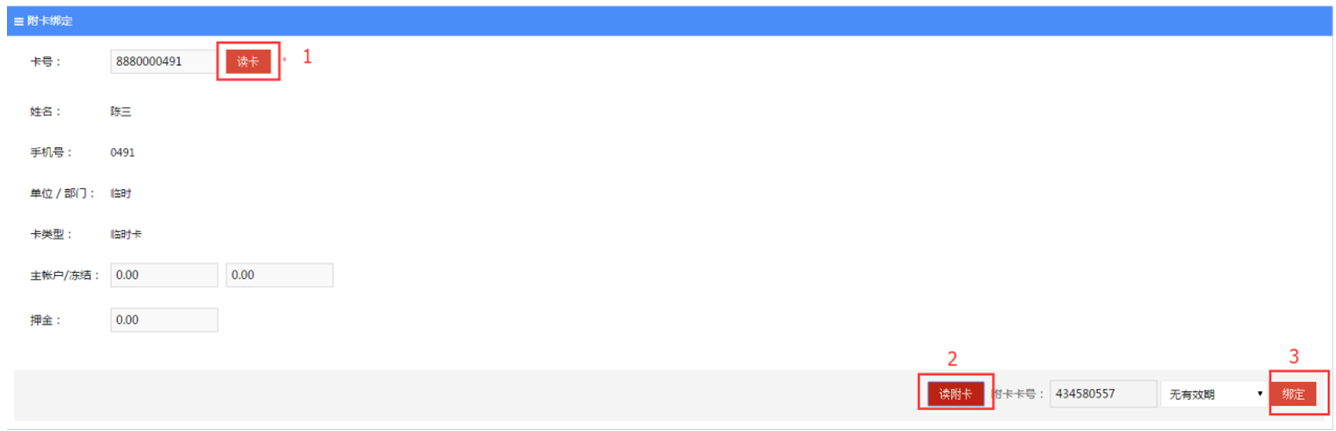 附卡绑定
卡号： 8880000491 读卡 * 1
姓名： 陈三
手机号： 0491
单位 / 部门： 临时
卡类型： 临时卡
主帐户/冻结： 0.00 0.00
押金： 0.00
2 3
读附卡 附卡卡号： 434580557 无有效期 绑定